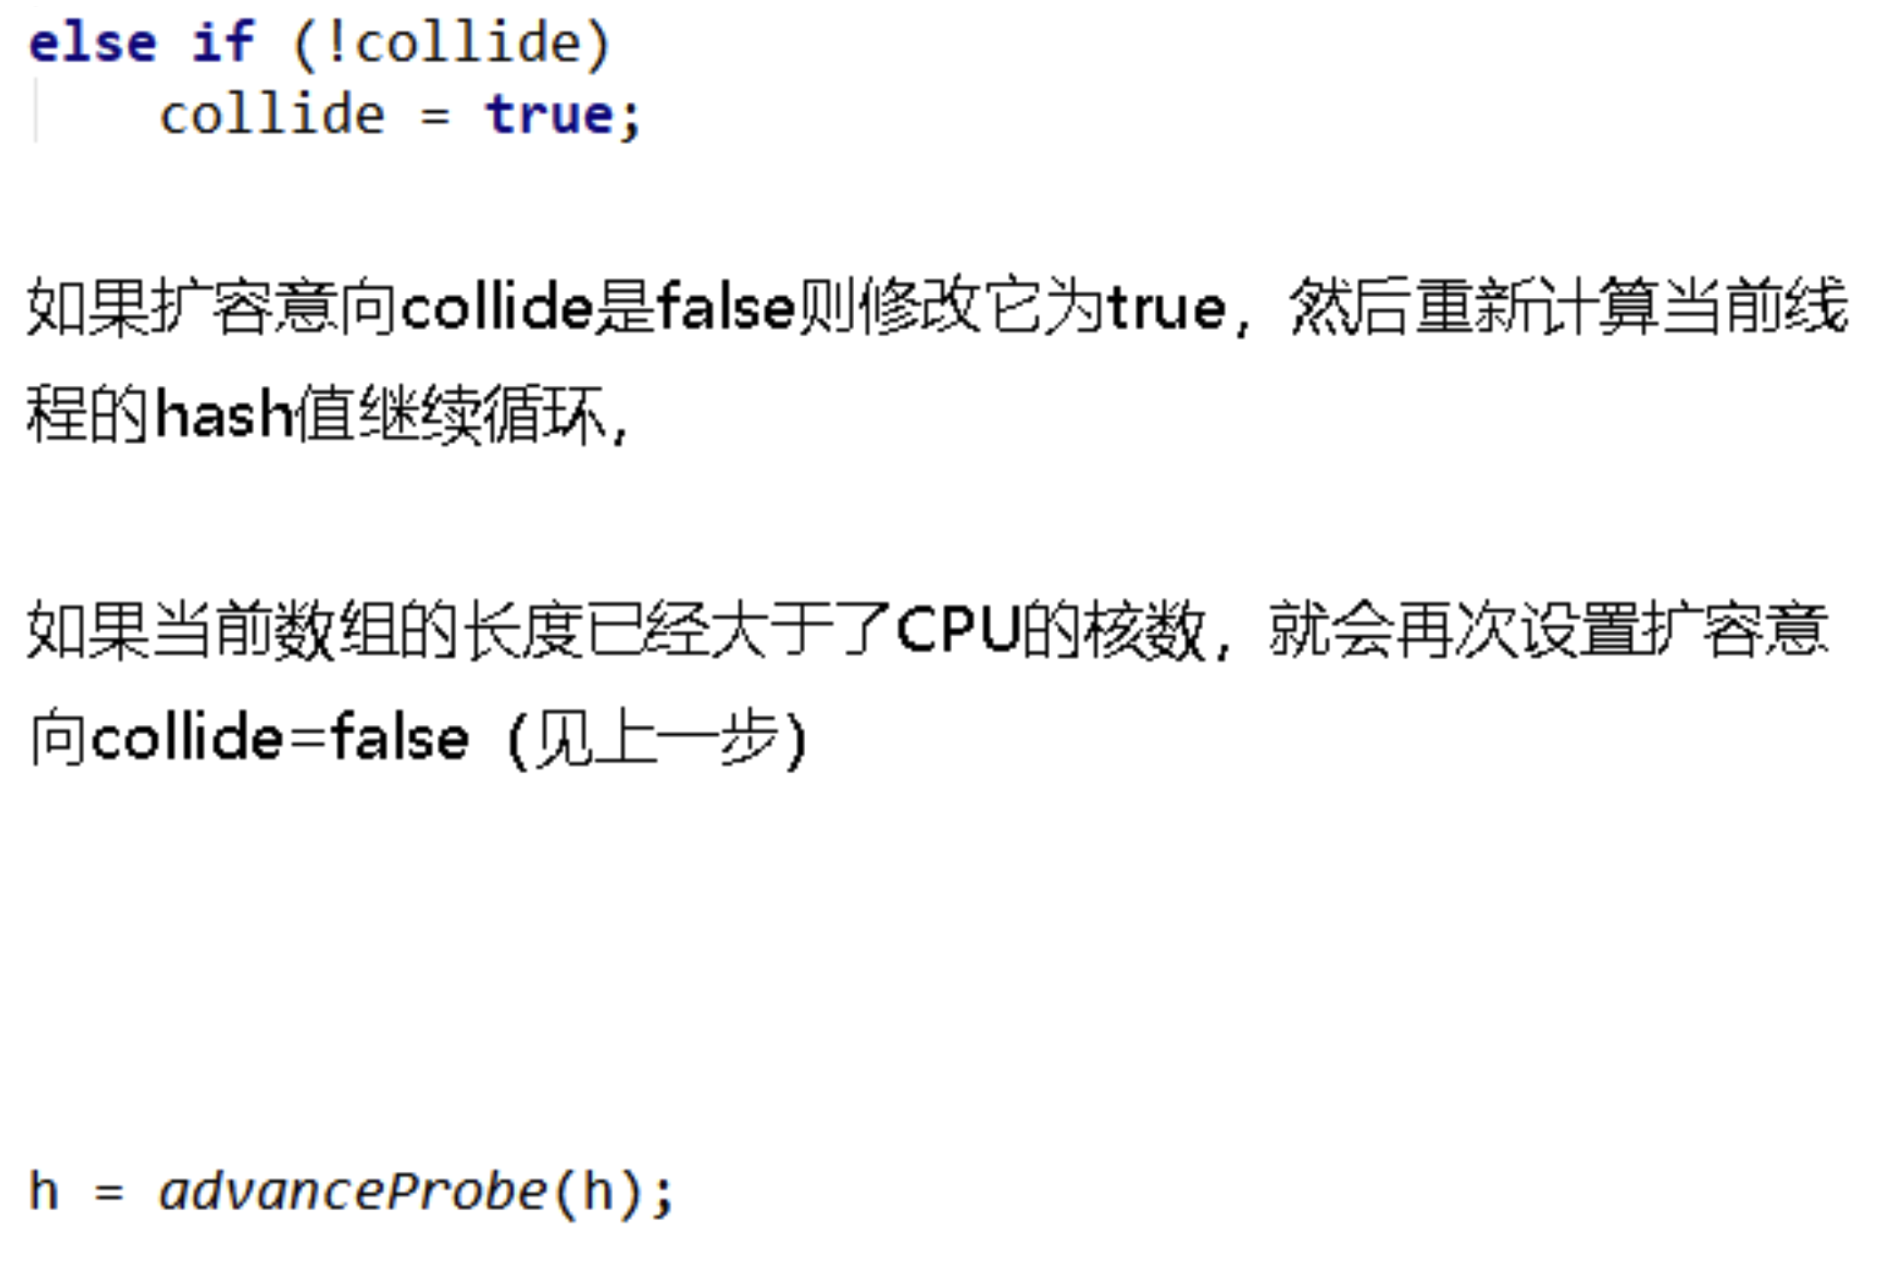 else if (!collide)
collide = true;
如果扩容意向collide是false则修改它为true，然后重新计算当前线
程的hash值继续循环，
如果当前数组的长度已经大于了CPU的核数，就会再次设置扩容意
向collide=false（见上一步）
h = advanceProbe(h);